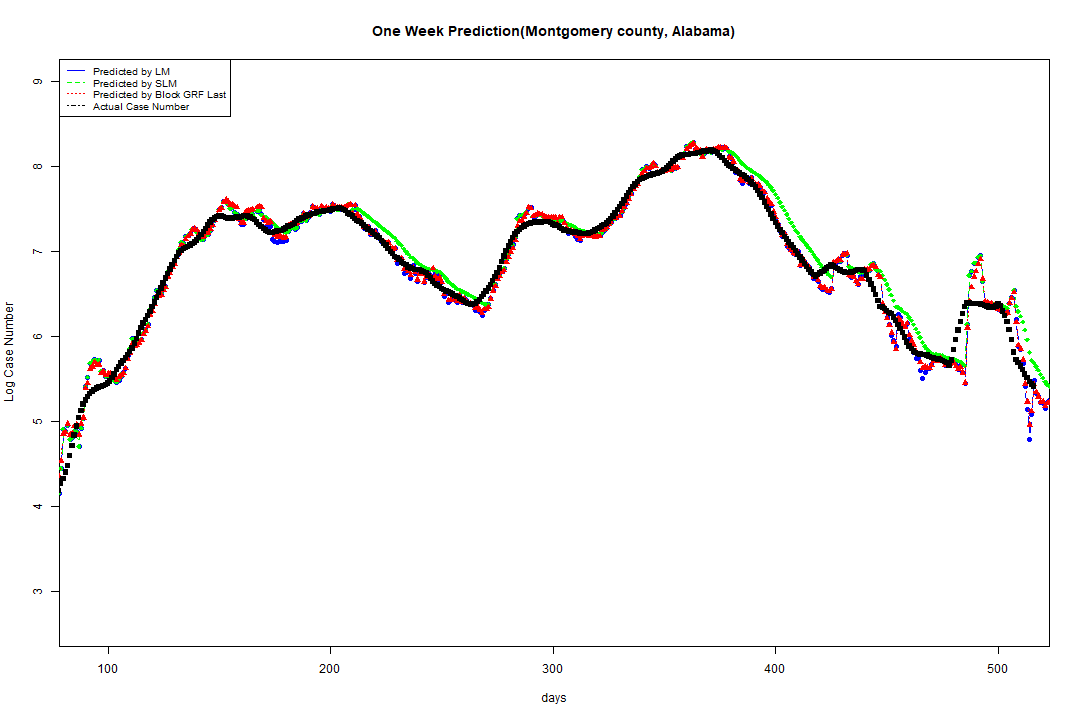 One Week Prediction(Montgomery county, Alabama)
Predicted by LM
Predicted by SLM
Predicted by Block GRF Last
Actual Case Number
Log Case Number
9
8
7
6
5
4
3
100 200 300 400 500
days